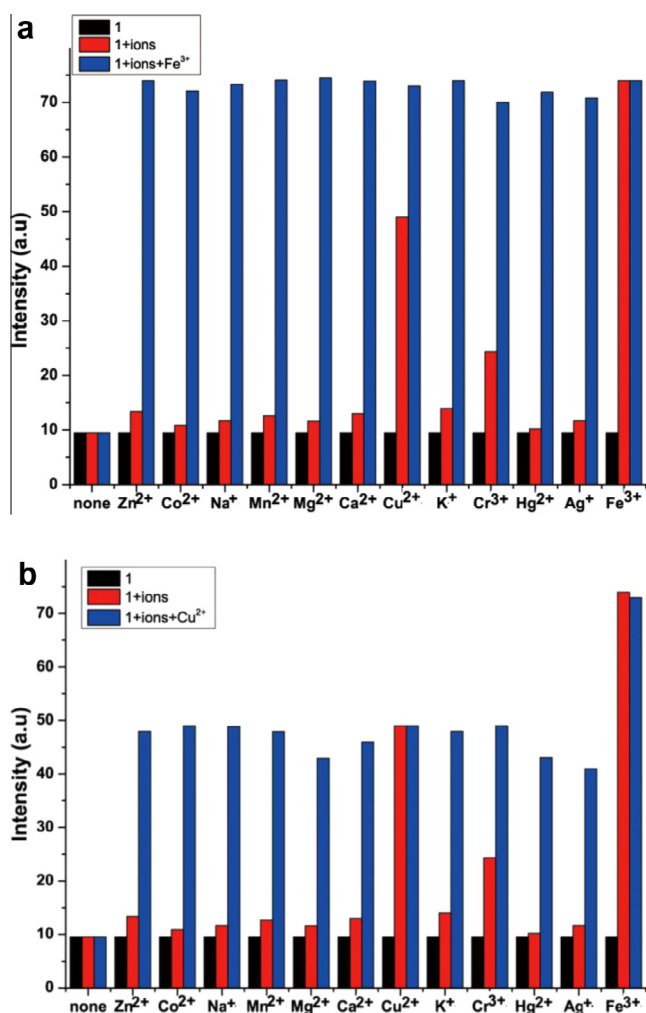 a
1
1+ions
1+ions+Fe³⁺
Intensity (a.u)
70
60
50
40
30
20
10
0
none Zn²⁺ Co²⁺ Na⁺ Mn²⁺ Mg²⁺ Ca²⁺ Cu²⁺ K⁺ Cr³⁺ Hg²⁺ Ag⁺ Fe³⁺
b
1
1+ions
1+ions+Cu²⁺
Intensity (a.u)
70
60
50
40
30
20
10
0
none Zn²⁺ Co²⁺ Na⁺ Mn²⁺ Mg²⁺ Ca²⁺ Cu²⁺ K⁺ Cr³⁺ Hg²⁺ Ag⁺ Fe³⁺